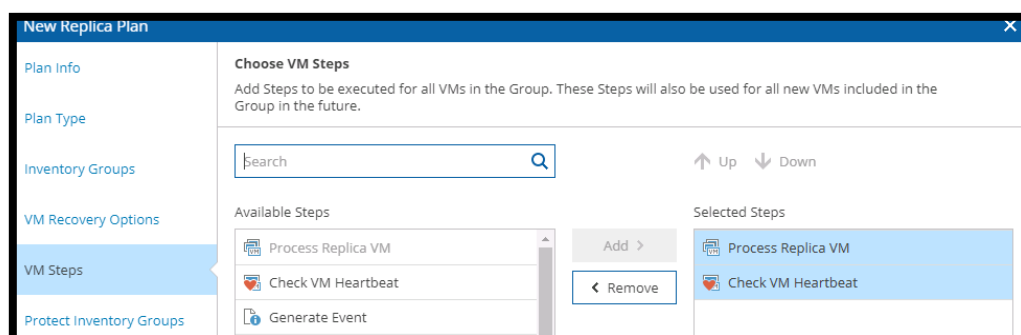 New Replica Plan
Plan Info
Plan Type
Inventory Groups
VM Recovery Options
VM Steps
Protect Inventory Groups
Choose VM Steps
Add Steps to be executed for all VMs in the Group. These Steps will also be used for all new VMs included in the
Group in the future.
Search
Up Down
Available Steps
Process Replica VM
Check VM Heartbeat
Generate Event
Add >
< Remove
Selected Steps
Process Replica VM
Check VM Heartbeat